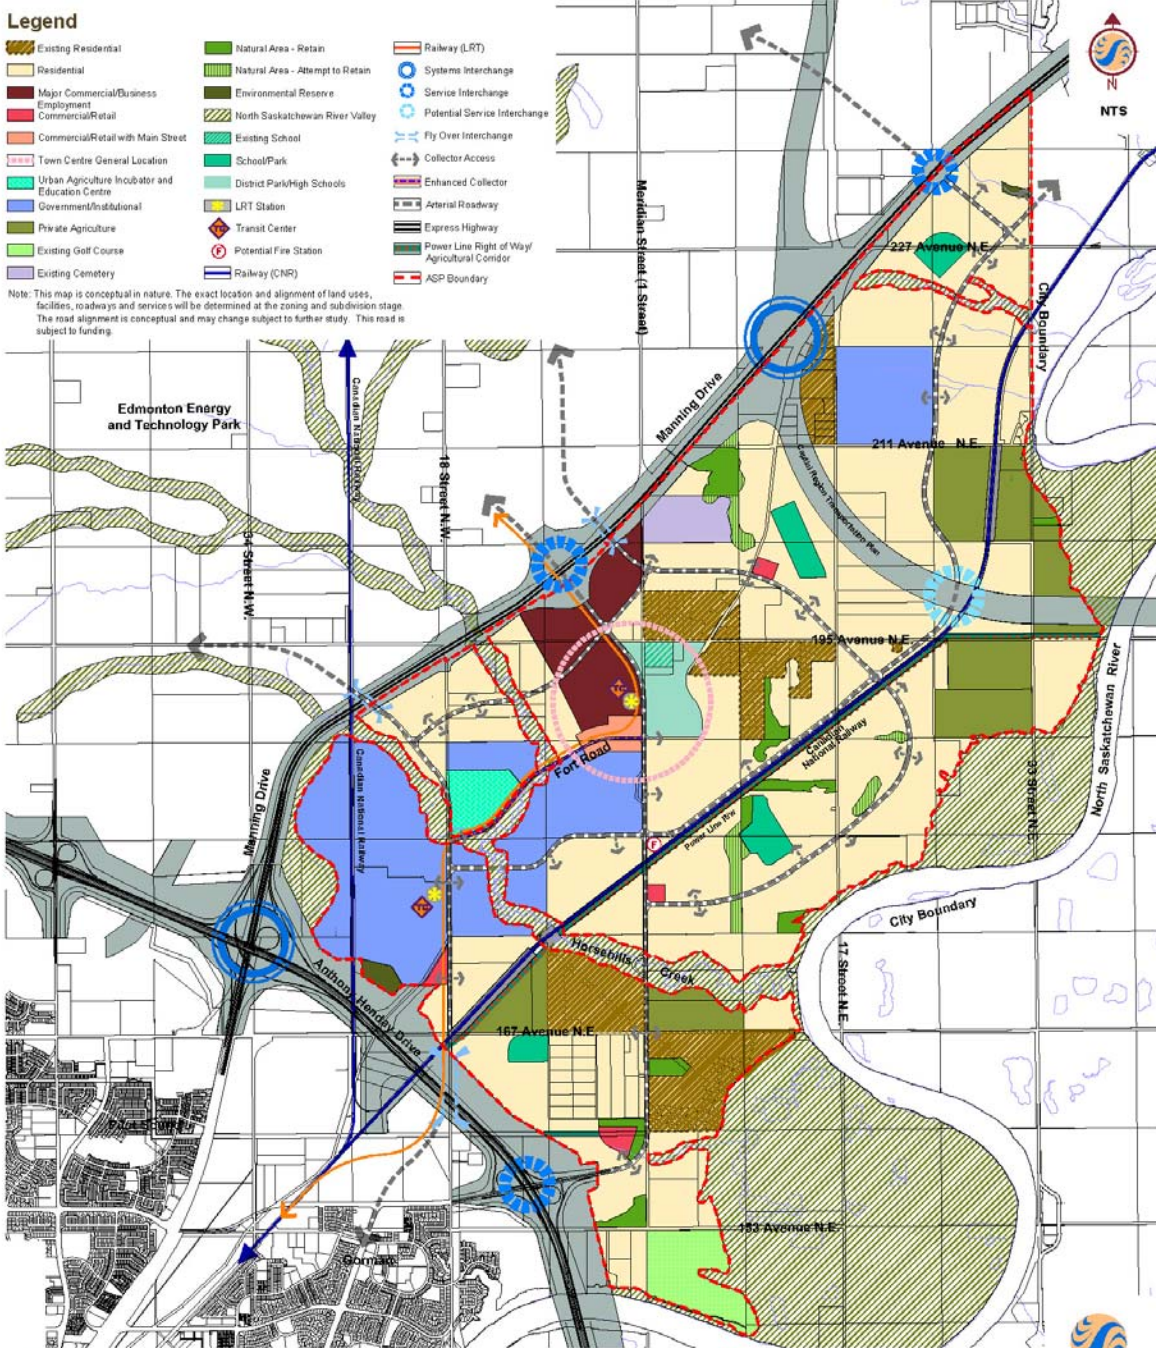 Legend
Existing Residential
Residential
Major Commercial/Business
Employment
Commercial/Retail
Commercial/Retail with Main Street
Town Centre General Location
Urban Agriculture Incubator and
Education Centre
Government/Institutional
Private Agriculture
Existing Golf Course
Existing Cemetery
Natural Area - Retain
Natural Area - Attempt to Retain
Environmental Reserve
North Saskatchewan River Valley
Existing School
School/Park
District Park/High Schools
LRT Station
TC
Transit Center
F
Potential Fire Station
Railway (CNR)
Railway (LRT)
Systems Interchange
Service Interchange
Potential Service Interchange
Fly Over Interchange
Collector Access
Enhanced Collector
Arterial Roadway
Express Highway
Power Line Right of Way/
Agricultural Corridor
ASP Boundary
Note: This map is conceptual in nature. The exact location and alignment of land uses,
facilities, roadways and services will be determined at the zoning and subdivision stage.
The road alignment is conceptual and may change subject to further study. This road is
subject to funding.
N
NTS
Meridian Street (1 Street)
227 Avenue N.E.
City Boundary
Manning Drive
211 Avenue N.E.
Capital Region Transportation Plan
Edmonton Energy
and Technology Park
Canadian National Railway
18 Street N.W.
34 Street N.W.
195 Avenue N.E.
TC
Fort Road
Canadian
National Railway
North Saskatchewan River
33 Street N.E.
Manning Drive
Canadian National Railway
Power Line R/W
F
TC
City Boundary
17 Street N.E.
Horsehills
Creek
Anthony Henday Drive
167 Avenue N.E.
153 Avenue N.E.
Gorman